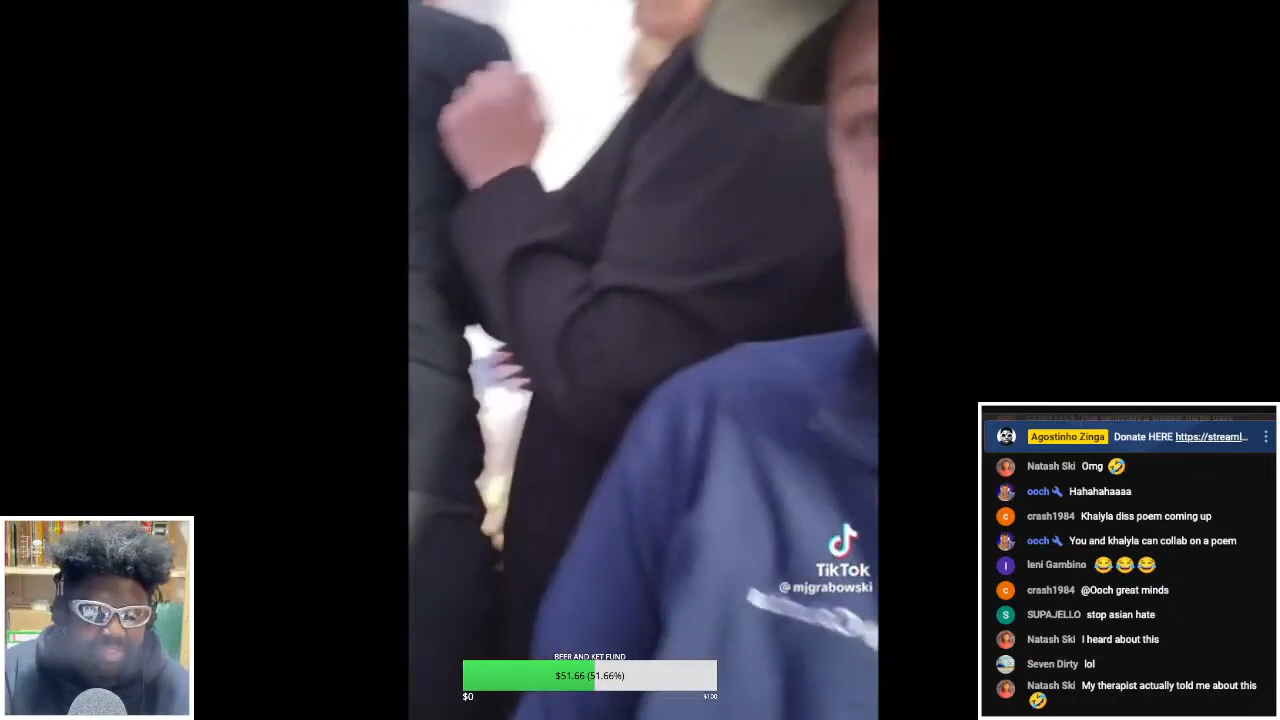 Agostinho Zinga Donate HERE https://streaml...
Natash Ski Omg 🤣
ooch Hahahahaaaa
crash1984 Khalyla diss poem coming up
ooch You and khalyla can collab on a poem
Ieni Gambino 😂😂😂
crash1984 @Ooch great minds
SUPAJELLO stop asian hate
Natash Ski I heard about this
Seven Dirty lol
Natash Ski My therapist actually told me about this
🤣
TikTok
@mjgrabowski
BEER AND KET FUND
$51.66 (51.66%)
$0
$100